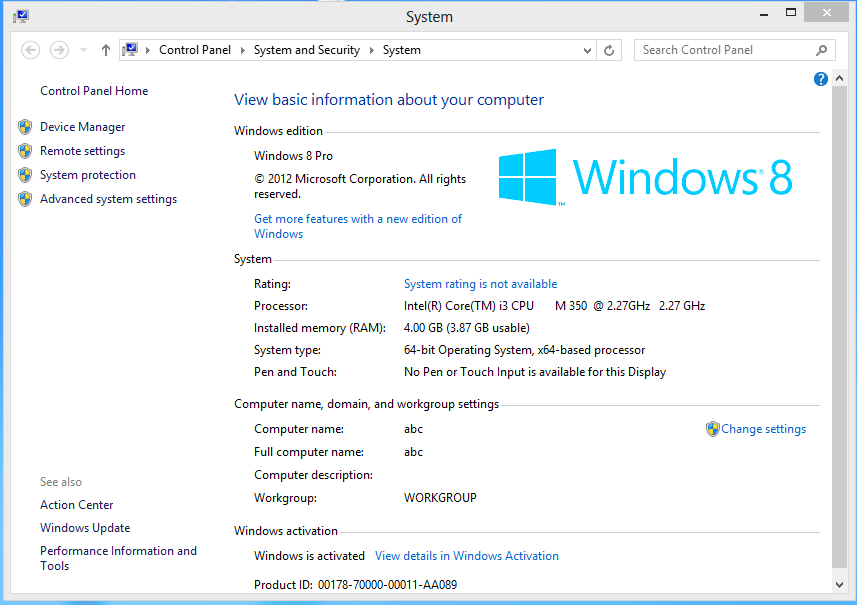 System
Control Panel System and Security System
Search Control Panel
Control Panel Home
Device Manager
Remote settings
System protection
Advanced system settings
See also
Action Center
Windows Update
Performance Information and
Tools
?
View basic information about your computer
Windows edition
Windows 8 Pro
© 2012 Microsoft Corporation. All rights
reserved.
Get more features with a new edition of
Windows
Windows® 8
™
System
Rating: System rating is not available
Processor: Intel(R) Core(TM) i3 CPU M 350 @ 2.27GHz 2.27 GHz
Installed memory (RAM): 4.00 GB (3.87 GB usable)
System type: 64-bit Operating System, x64-based processor
Pen and Touch: No Pen or Touch Input is available for this Display
Computer name, domain, and workgroup settings
Computer name: abc Change settings
Full computer name: abc
Computer description:
Workgroup: WORKGROUP
Windows activation
Windows is activated View details in Windows Activation
Product ID: 00178-70000-00011-AA089